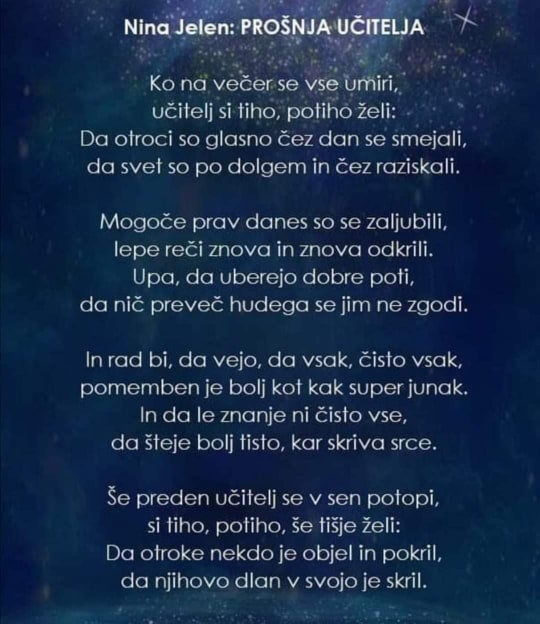 Nina Jelen: PROŠNJA UČITELJA
Ko na večer se vse umiri,
učitelj si tiho, potiho želi:
Da otroci so glasno čez dan se smejali,
da svet so po dolgem in čez raziskali.
Mogoče prav danes so se zaljubili,
lepe reči znova in znova odkrili.
Upa, da uberejo dobre poti,
da nič preveč hudega se jim ne zgodi.
In rad bi, da vejo, da vsak, čisto vsak,
pomemben je bolj kot kak super junak.
In da le znanje ni čisto vse,
da šteje bolj tisto, kar skriva srce.
Še preden učitelj se v sen potopi,
si tiho, potiho, še tišje želi:
Da otroke nekdo je objel in pokril,
da njihovo dlan v svojo je skril.